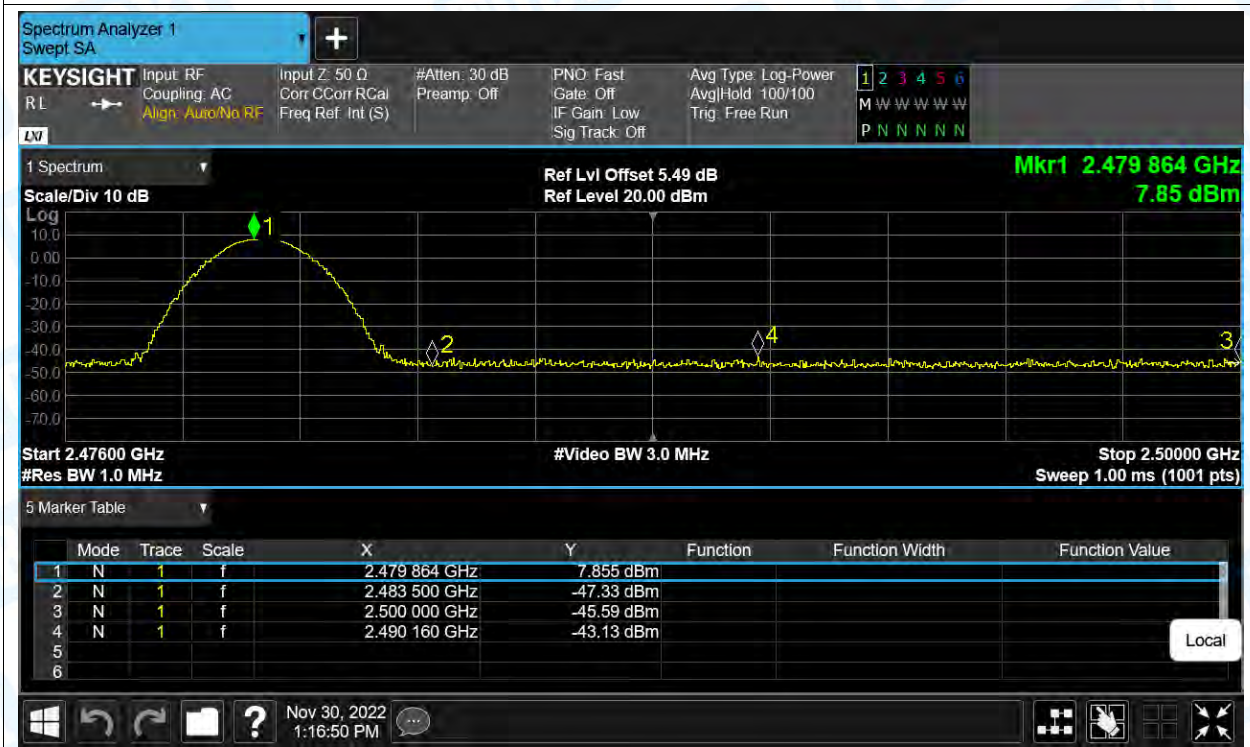 Spectrum Analyzer 1
Swept SA
+
KEYSIGHT
RL
LXI
Input: RF
Coupling: AC
Align: Auto/No RF
Input Z: 50 Ω
Corr CCorr RCal
Freq Ref: Int (S)
#Atten: 30 dB
Preamp: Off
PNO: Fast
Gate: Off
IF Gain: Low
Sig Track: Off
Avg Type: Log-Power
Avg|Hold: 100/100
Trig: Free Run
1 2 3 4 5 6
M W W W W W
P N N N N N
1 Spectrum
Scale/Div 10 dB
Ref Lvl Offset 5.49 dB
Ref Level 20.00 dBm
Mkr1 2.479 864 GHz
7.85 dBm
Log
10.0
0.00
-10.0
-20.0
-30.0
-40.0
-50.0
-60.0
-70.0
1
2
4
3
Start 2.47600 GHz
#Res BW 1.0 MHz
#Video BW 3.0 MHz
Stop 2.50000 GHz
Sweep 1.00 ms (1001 pts)
5 Marker Table
Mode Trace Scale X Y Function Function Width Function Value
1 N 1 f 2.479 864 GHz 7.855 dBm
2 N 1 f 2.483 500 GHz -47.33 dBm
3 N 1 f 2.500 000 GHz -45.59 dBm
4 N 1 f 2.490 160 GHz -43.13 dBm
5
6
Local
?
Nov 30, 2022
1:16:50 PM